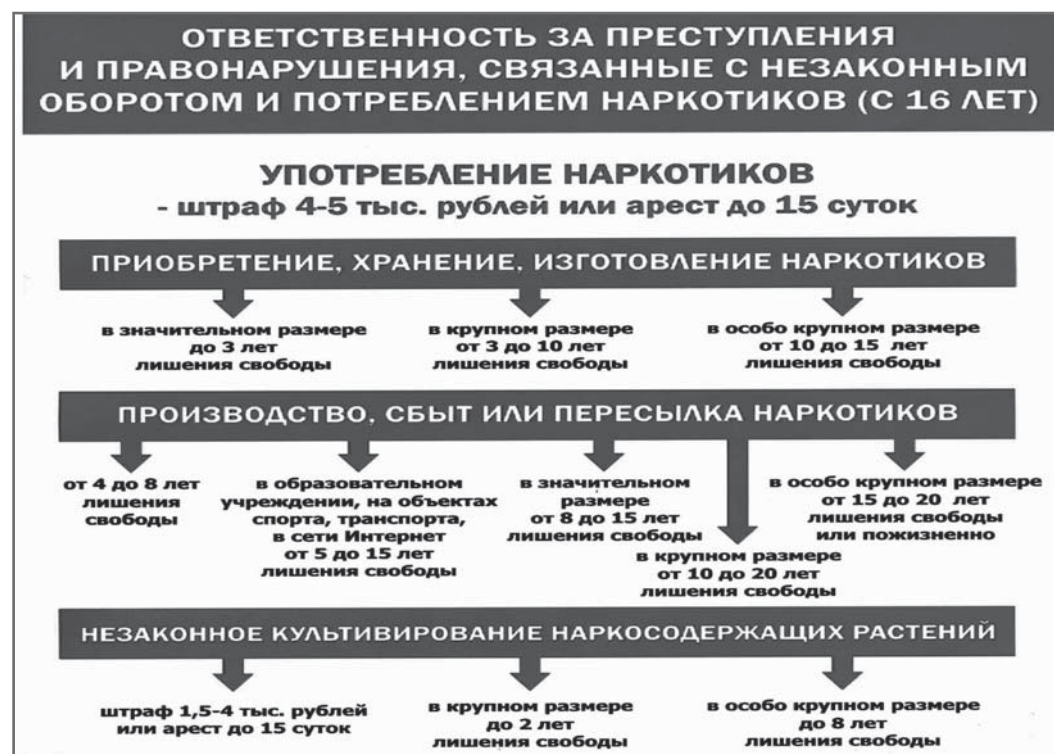 ОТВЕТСТВЕННОСТЬ ЗА ПРЕСТУПЛЕНИЯ
И ПРАВОНАРУШЕНИЯ, СВЯЗАННЫЕ С НЕЗАКОННЫМ
ОБОРОТОМ И ПОТРЕБЛЕНИЕМ НАРКОТИКОВ (С 16 ЛЕТ)
УПОТРЕБЛЕНИЕ НАРКОТИКОВ
- штраф 4-5 тыс. рублей или арест до 15 суток
ПРИОБРЕТЕНИЕ, ХРАНЕНИЕ, ИЗГОТОВЛЕНИЕ НАРКОТИКОВ
в значительном размере
до 3 лет
лишения свободы
в крупном размере
от 3 до 10 лет
лишения свободы
в особо крупном размере
от 10 до 15 лет
лишения свободы
ПРОИЗВОДСТВО, СБЫТ ИЛИ ПЕРЕСЫЛКА НАРКОТИКОВ
от 4 до 8 лет
лишения
свободы
в образовательном
учреждении, на объектах
спорта, транспорта,
в сети Интернет
от 5 до 15 лет
лишения свободы
в значительном
размере
от 8 до 15 лет
лишения свободы
в крупном размере
от 10 до 20 лет
лишения свободы
в особо крупном размере
от 15 до 20 лет
лишения свободы
или пожизненно
НЕЗАКОННОЕ КУЛЬТИВИРОВАНИЕ НАРКОСОДЕРЖАЩИХ РАСТЕНИЙ
штраф 1,5-4 тыс. рублей
или арест до 15 суток
в крупном размере
до 2 лет
лишения свободы
в особо крупном размере
до 8 лет
лишения свободы